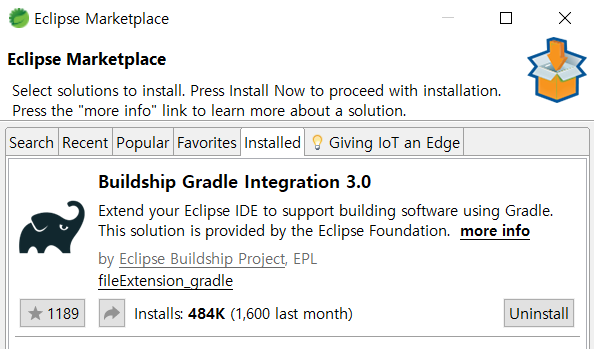 Eclipse Marketplace
Eclipse Marketplace
Select solutions to install. Press Install Now to proceed with installation.
Press the "more info" link to learn more about a solution.
Search Recent Popular Favorites Installed Giving IoT an Edge
Buildship Gradle Integration 3.0
Extend your Eclipse IDE to support building software using Gradle.
This solution is provided by the Eclipse Foundation. more info
by Eclipse Buildship Project, EPL
fileExtension_gradle
1189 Installs: 484K (1,600 last month) Uninstall